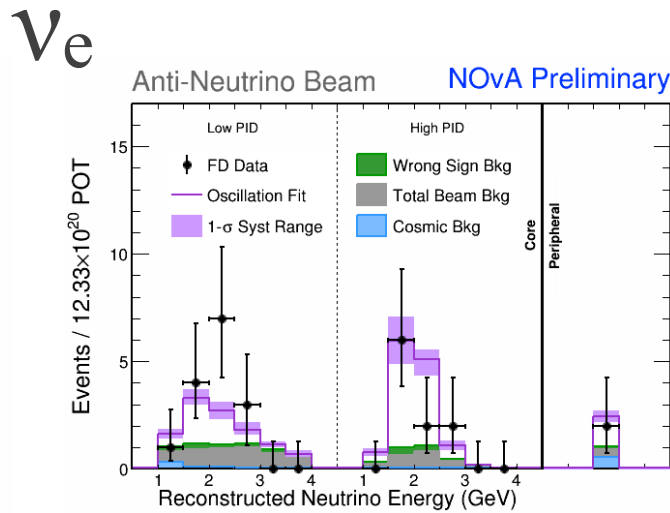 νe
Anti-Neutrino Beam NOvA Preliminary
Low PID High PID
FD Data
Oscillation Fit
1-σ Syst Range
Wrong Sign Bkg
Total Beam Bkg
Cosmic Bkg
Core
Peripheral
Events / 12.33×10²⁰ POT
15
10
5
0
1 2 3 4 1 2 3 4
Reconstructed Neutrino Energy (GeV)